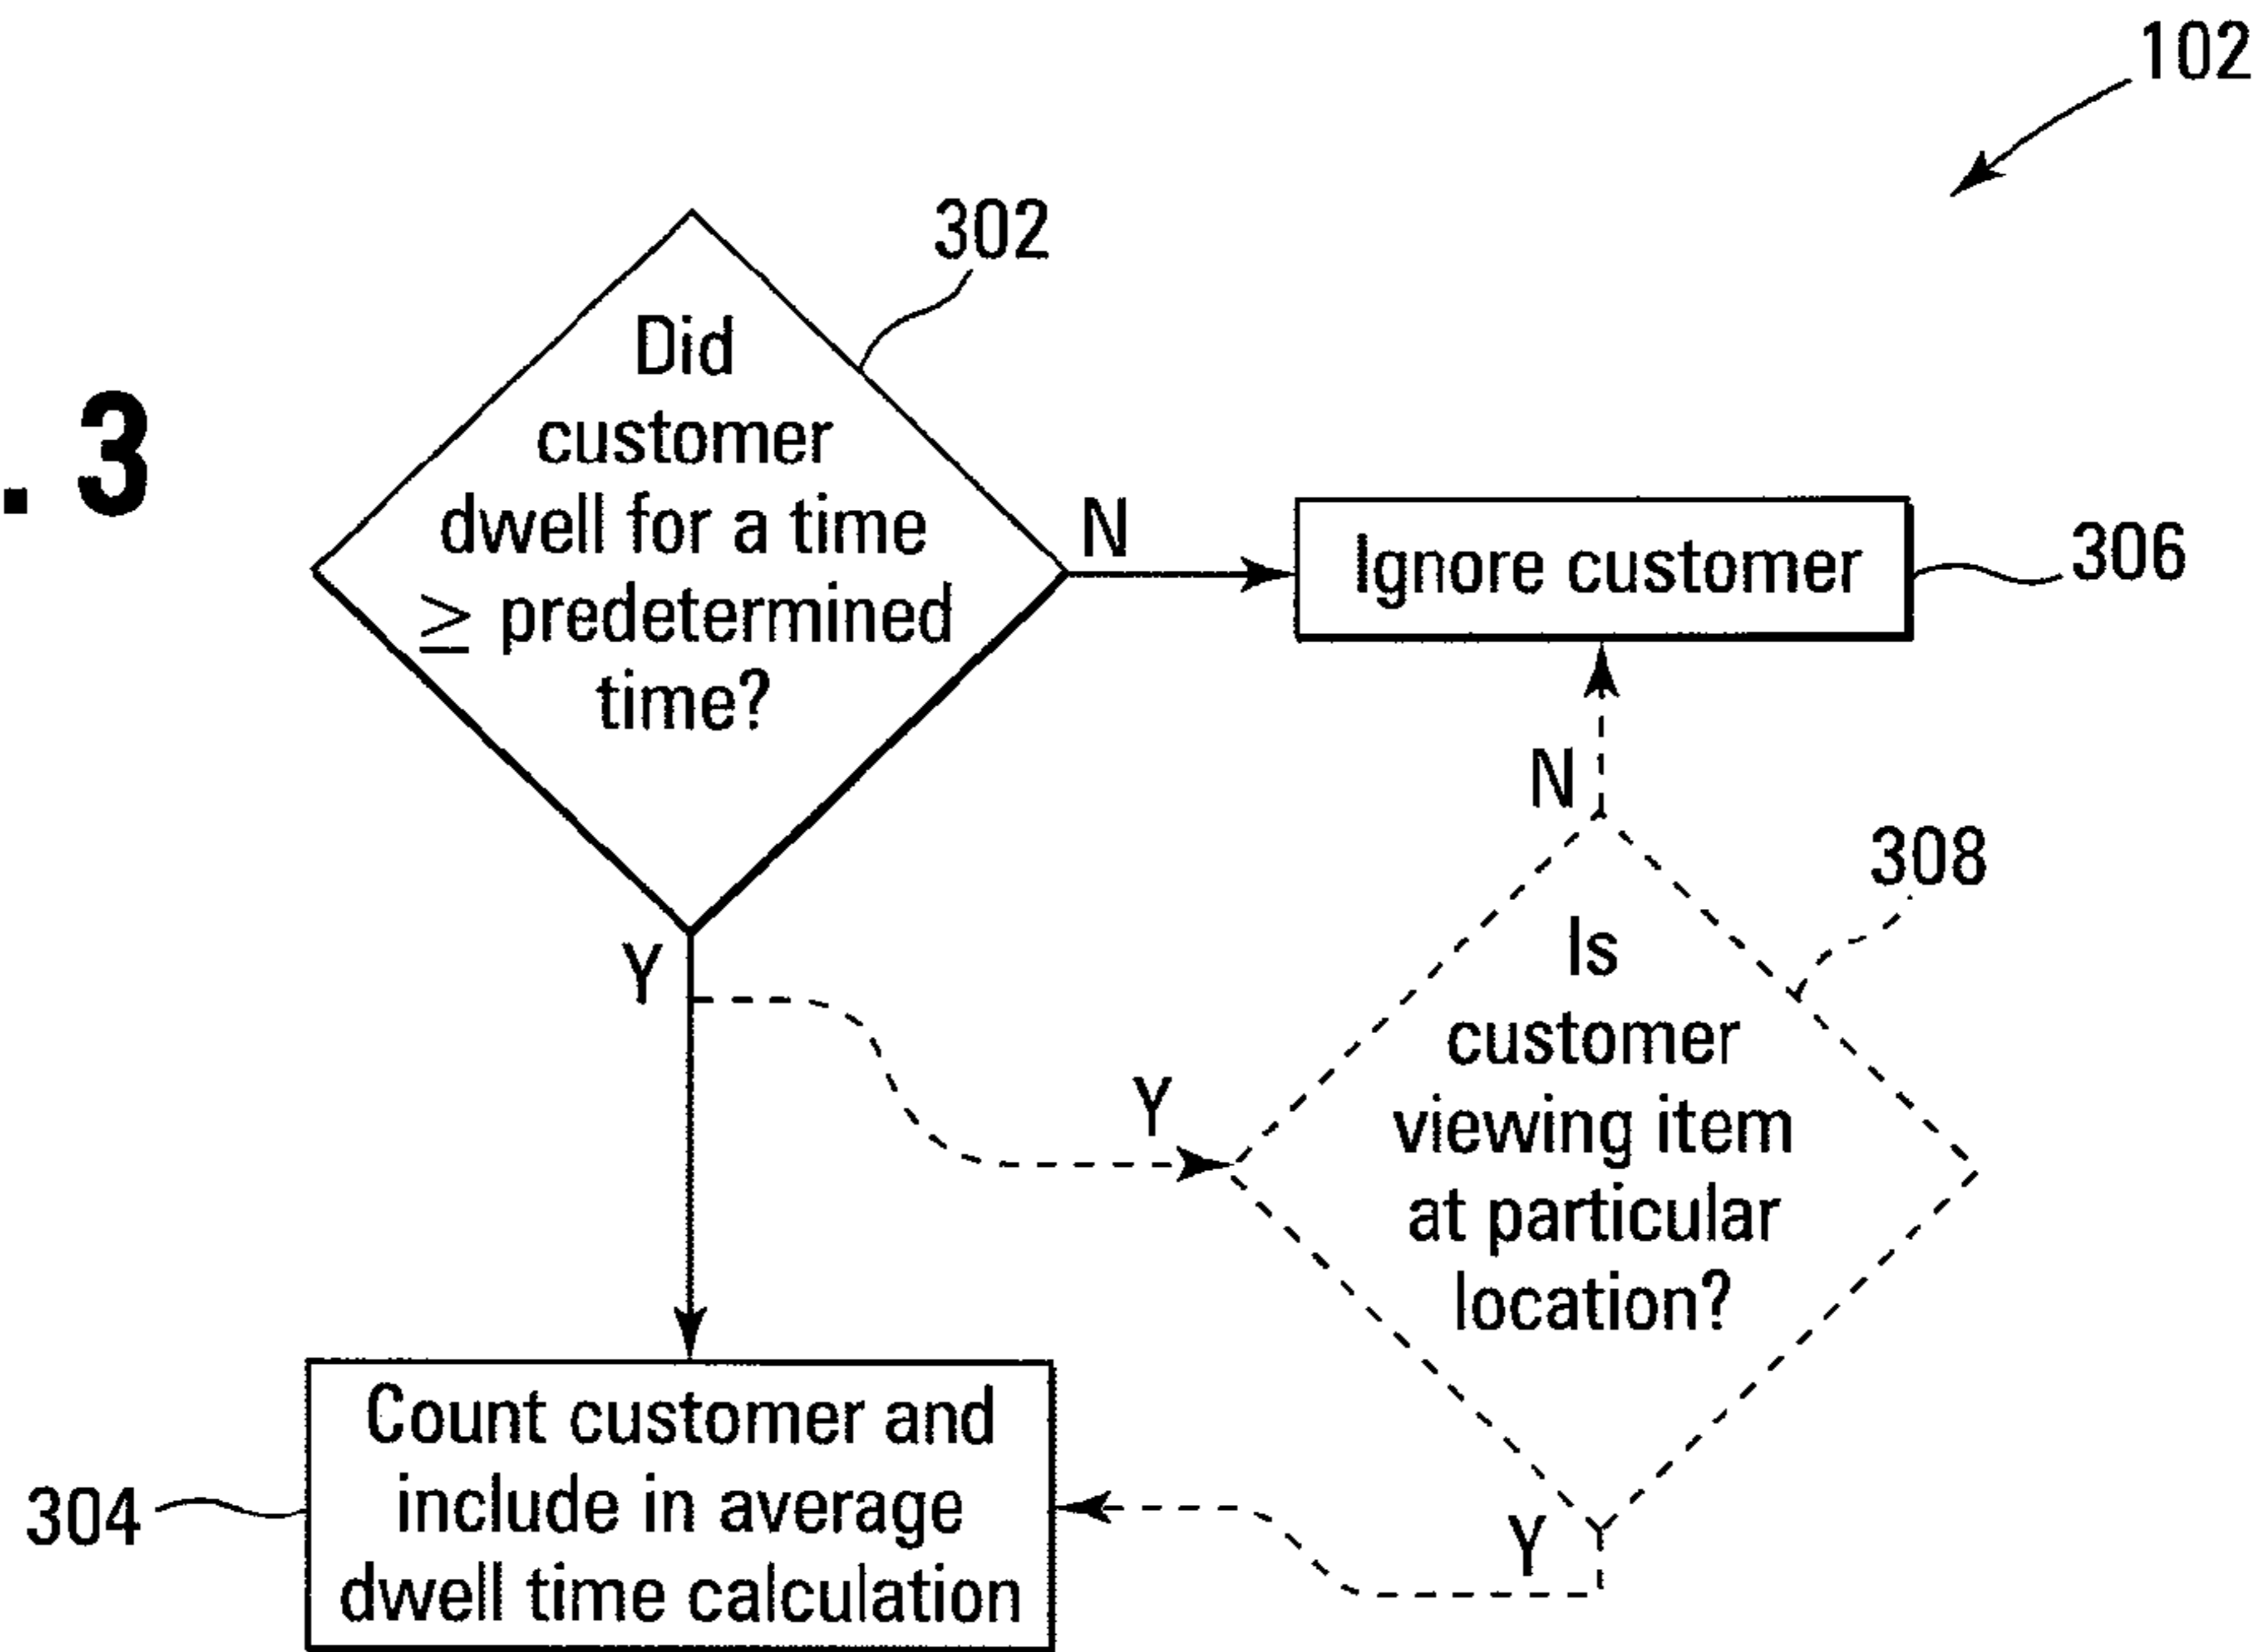 102
302
. 3
Did
customer
dwell for a time
≥ predetermined
time?
N
Ignore customer
306
N
308
Y
Y
Is
customer
viewing item
at particular
location?
Count customer and
include in average
dwell time calculation
304
Y